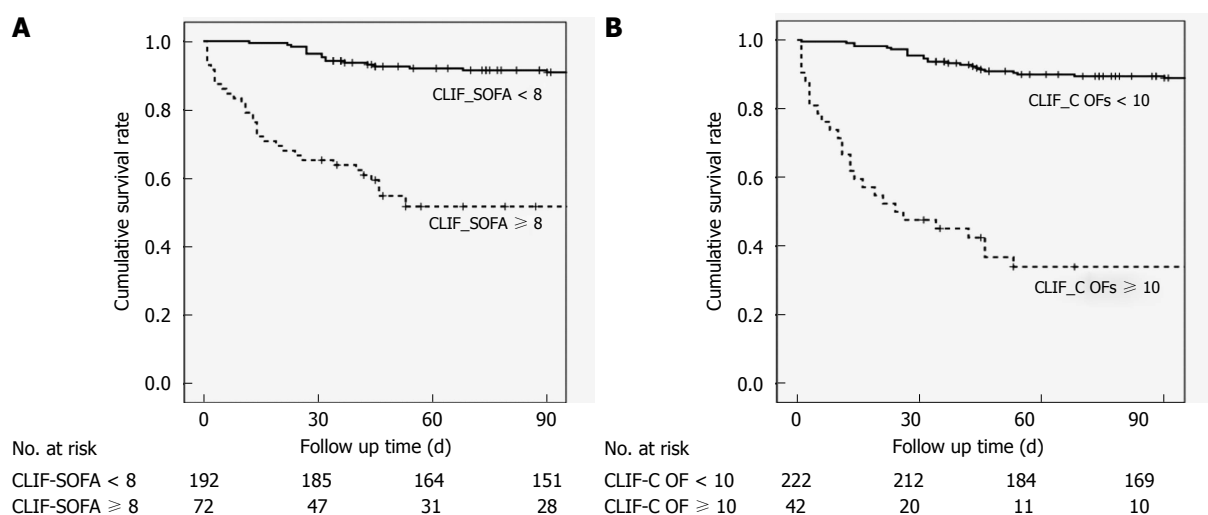 A
Cumulative survival rate
1.0
0.8
0.6
0.4
0.2
0.0
CLIF_SOFA < 8
CLIF_SOFA ⩾ 8
0 30 60 90
Follow up time (d)
No. at risk
CLIF-SOFA < 8 192 185 164 151
CLIF-SOFA ⩾ 8 72 47 31 28
B
Cumulative survival rate
1.0
0.8
0.6
0.4
0.2
0.0
CLIF_C OFs < 10
CLIF_C OFs ⩾ 10
0 30 60 90
Follow up time (d)
No. at risk
CLIF-C OF < 10 222 212 184 169
CLIF-C OF ⩾ 10 42 20 11 10